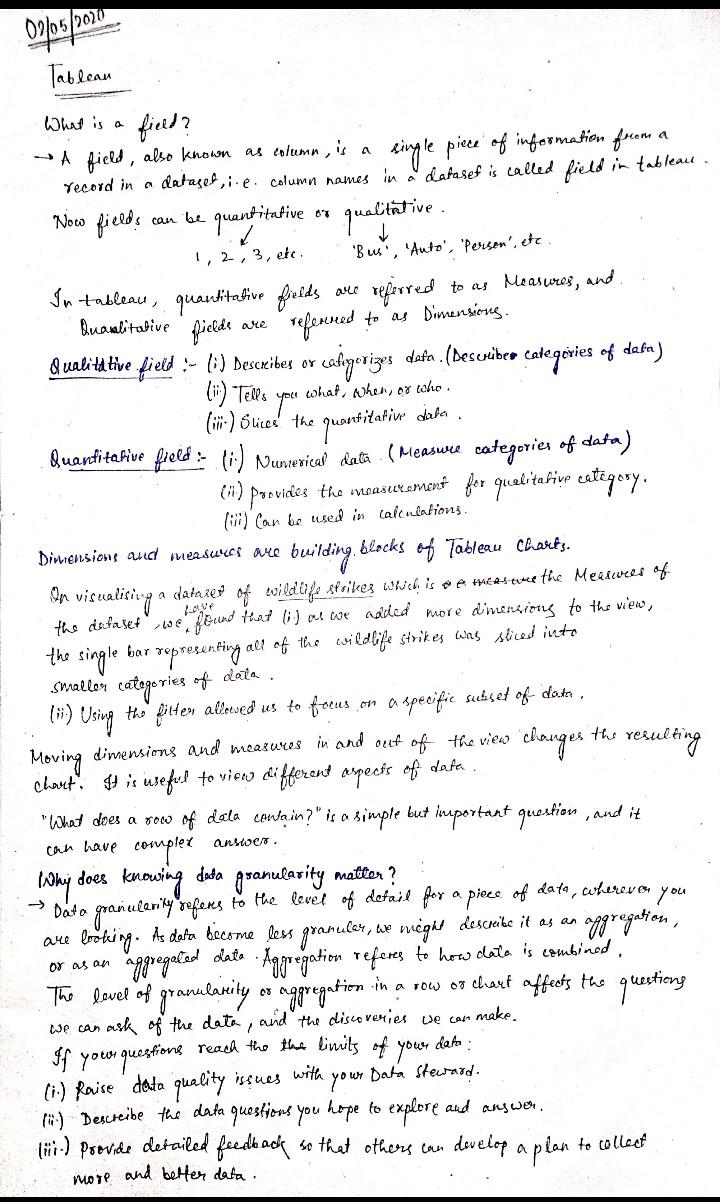 02/05/2020
Tableau
What is a field?
→ A field, also known as column, is a single piece of information from a
record in a dataset, i.e. column names in a dataset is called field in tableau.
Now fields can be quantitative or qualitative.
1, 2, 3, etc. 'Bus', 'Auto', 'Person', etc.
In tableau, quantitative fields are referred to as Measures, and
Quaalitative fields are referred to as Dimensions.
Qualitative field :- (i) Describes or categorizes data. (Describes categories of data)
(ii) Tells you what, when, or who.
(iii) Slices the quantitative data.
Quantitative field :- (i) Numerical data (Measure categories of data)
(ii) provides the measurement for qualitative category.
(iii) Can be used in calculations.
Dimensions and measures are building blocks of Tableau Charts.
On visualising a dataset of wildlife strikes which is o a measure the Measures of
the dataset, we have found that (i) as we added more dimensions to the view,
the single bar representing all of the wildlife strikes was sliced into
smaller categories of data.
(ii) Using the filter allowed us to focus on a specific subset of data.
Moving dimensions and measures in and out of the view changes the resulting
chart. It is useful to view different aspects of data.
"What does a row of data contain?" is a simple but important question, and it
can have complex answer.
Why does knowing data granularity matter?
→ Data granularity refers to the level of detail for a piece of data, wherever you
are looking. As data become less granular, we might describe it as an aggregation,
or as an aggregated data. Aggregation referes to how data is combined.
The level of granularity or aggregation in a row or chart affects the questions
we can ask of the data, and the discoveries we can make.
If your questions reach the the limits of your data:
(i) Raise data quality issues with your Data Steward.
(ii) Describe the data questions you hope to explore and answer.
(iii) Provide detailed feedback so that others can develop a plan to collect
more and better data.